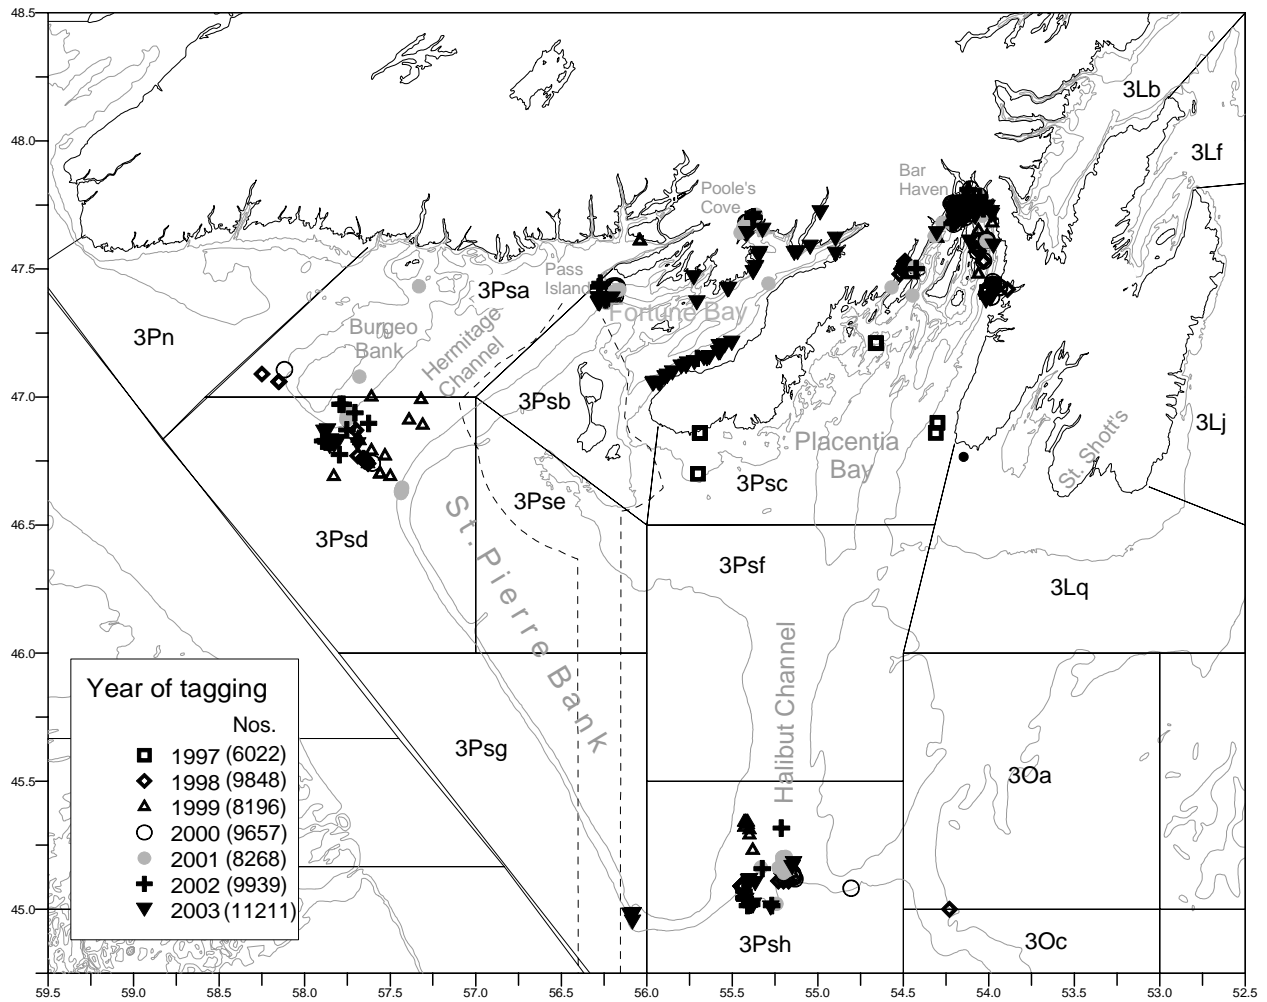 48.5
48.0
47.5
47.0
46.5
46.0
45.5
45.0
3Lb
3Lf
Bar
Haven
Poole's
Cove
Pass
Island
3Psa
Fortune Bay
3Pn
Burgeo
Bank
Hermitage
Channel
3Psb
Placentia
Bay
St. Shott's
3Lj
3Psc
3Pse
3Psd
St. Pierre Bank
3Psf
3Lq
Halibut Channel
3Psg
3Oa
3Psh
3Oc
Year of tagging
Nos.
1997 (6022)
1998 (9848)
1999 (8196)
2000 (9657)
2001 (8268)
2002 (9939)
2003 (11211)
59.5 59.0 58.5 58.0 57.5 57.0 56.5 56.0 55.5 55.0 54.5 54.0 53.5 53.0 52.5